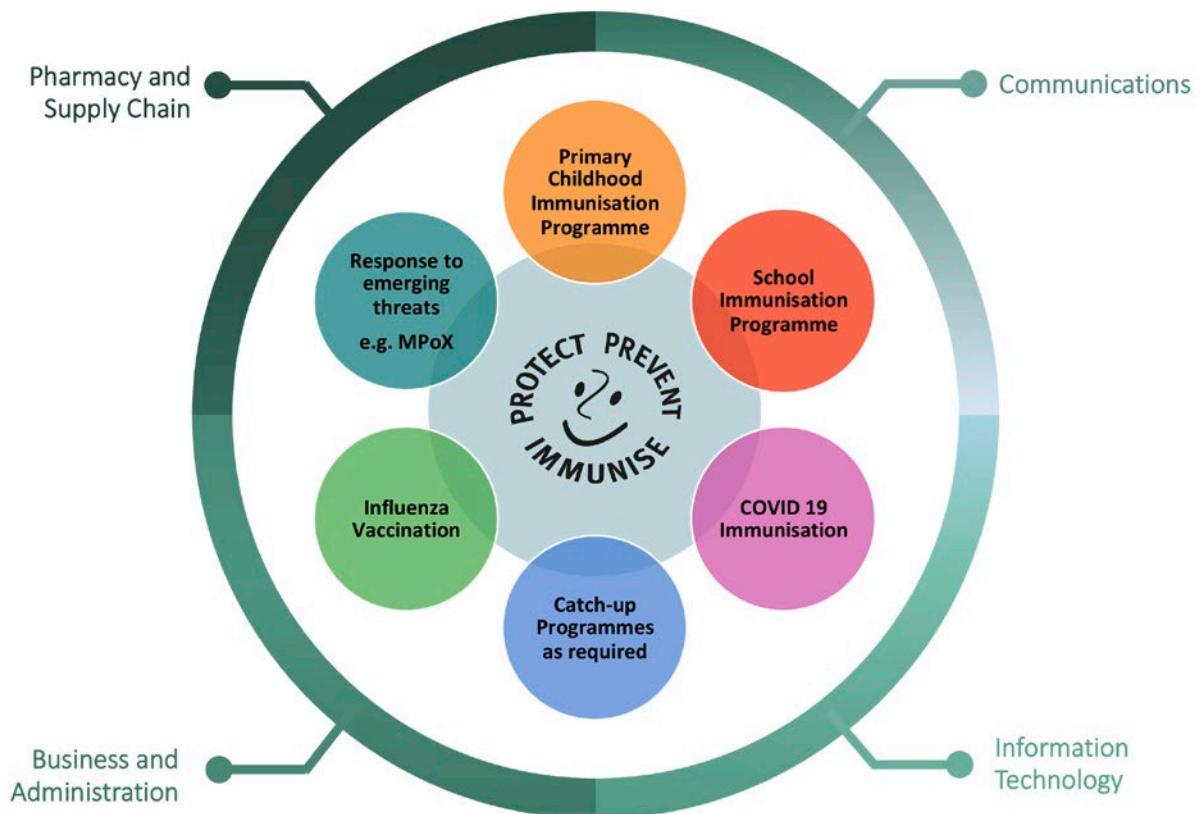 Pharmacy and
Supply Chain
Communications
Primary
Childhood
Immunisation
Programme
Response to
emerging
threats
e.g. MPoX
School
Immunisation
Programme
PROTECT PREVENT
IMMUNISE
Influenza
Vaccination
COVID 19
Immunisation
Catch-up
Programmes
as required
Business and
Administration
Information
Technology